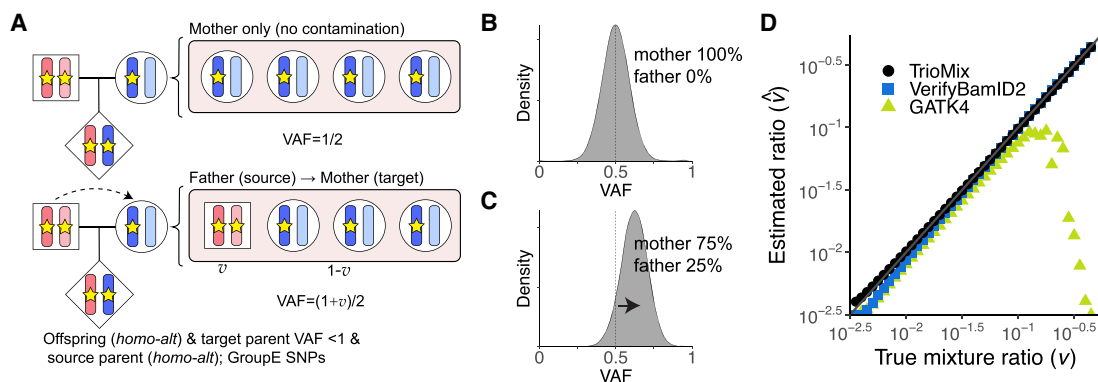 A
Mother only (no contamination)
VAF=1/2
Father (source) → Mother (target)
v
1-v
VAF=(1+v)/2
Offspring (homo-alt) & target parent VAF <1 &
source parent (homo-alt); GroupE SNPs
B
Density
mother 100%
father 0%
0
0.5
1
VAF
C
Density
mother 75%
father 25%
0
0.5
1
VAF
D
Estimated ratio (v̂)
10^-0.5
10^-1
10^-1.5
10^-2
10^-2.5
TrioMix
VerifyBamID2
GATK4
10^-2.5
10^-2
10^-1.5
10^-1
10^-0.5
True mixture ratio (v)